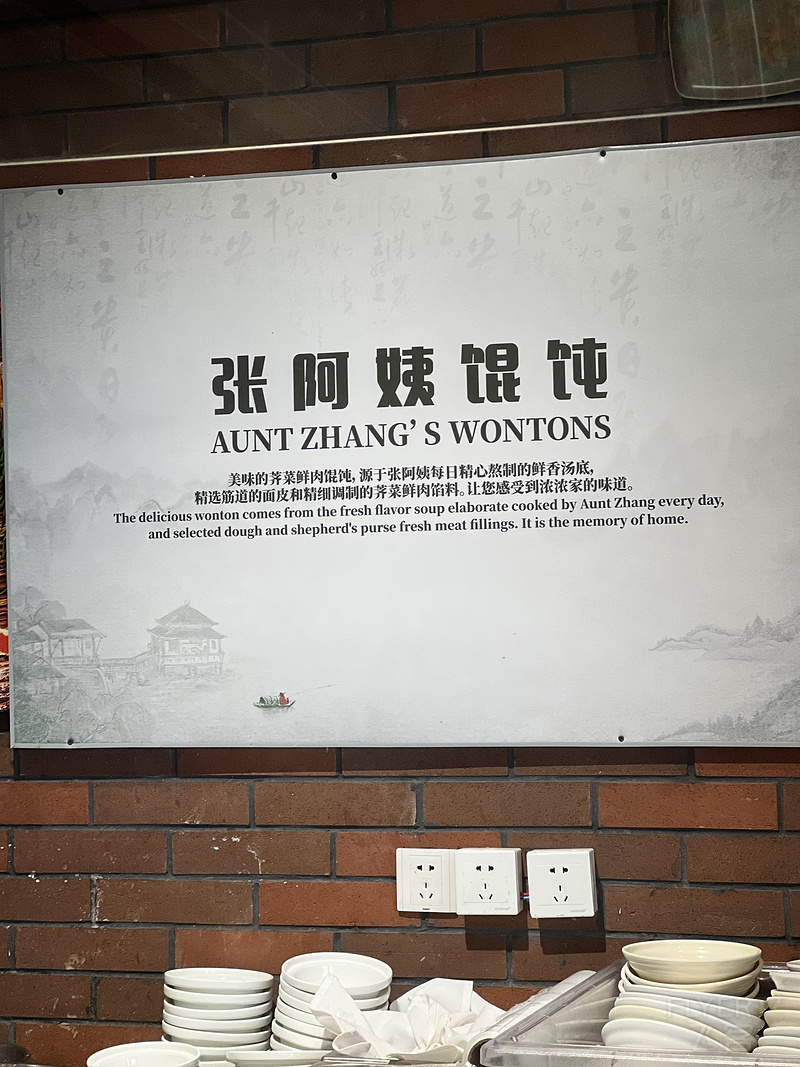 张阿姨馄饨
AUNT ZHANG'S WONTONS
美味的荠菜鲜肉馄饨, 源于张阿姨每日精心熬制的鲜香汤底,
精选筋道的面皮和精细调制的荠菜鲜肉馅料。让您感受到浓浓家的味道。
The delicious wonton comes from the fresh flavor soup elaborate cooked by Aunt Zhang every day,
and selected dough and shepherd's purse fresh meat fillings. It is the memory of home.